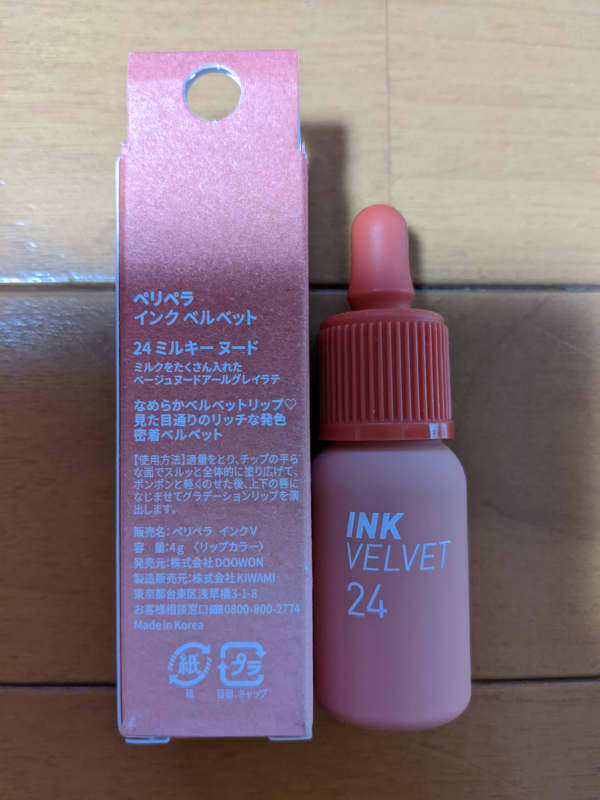 ペリペラ
インク ベルベット
24 ミルキー ヌード
ミルクをたくさん入れた
ベージュヌードアールグレイラテ
なめらかベルベットリップ♡
見た目通りのリッチな発色
密着ベルベット
【使用方法】適量をとり、チップの平ら
な面でスルッと全体的に塗り広げて、
ポンポンと軽くのせた後、上下の唇に
なじませてグラデーションリップを演
出します。
販売名：ペリペラ インクV
容 量：4g 〈リップカラー〉
発売元：株式会社 DOOWON
製造販売元：株式会社 KIWAMI
東京都台東区浅草橋3-1-8
お客様相談窓口 0800-800-2774
Made in Korea
紙
プラ
箱
容器、キャップ
INK
VELVET
24